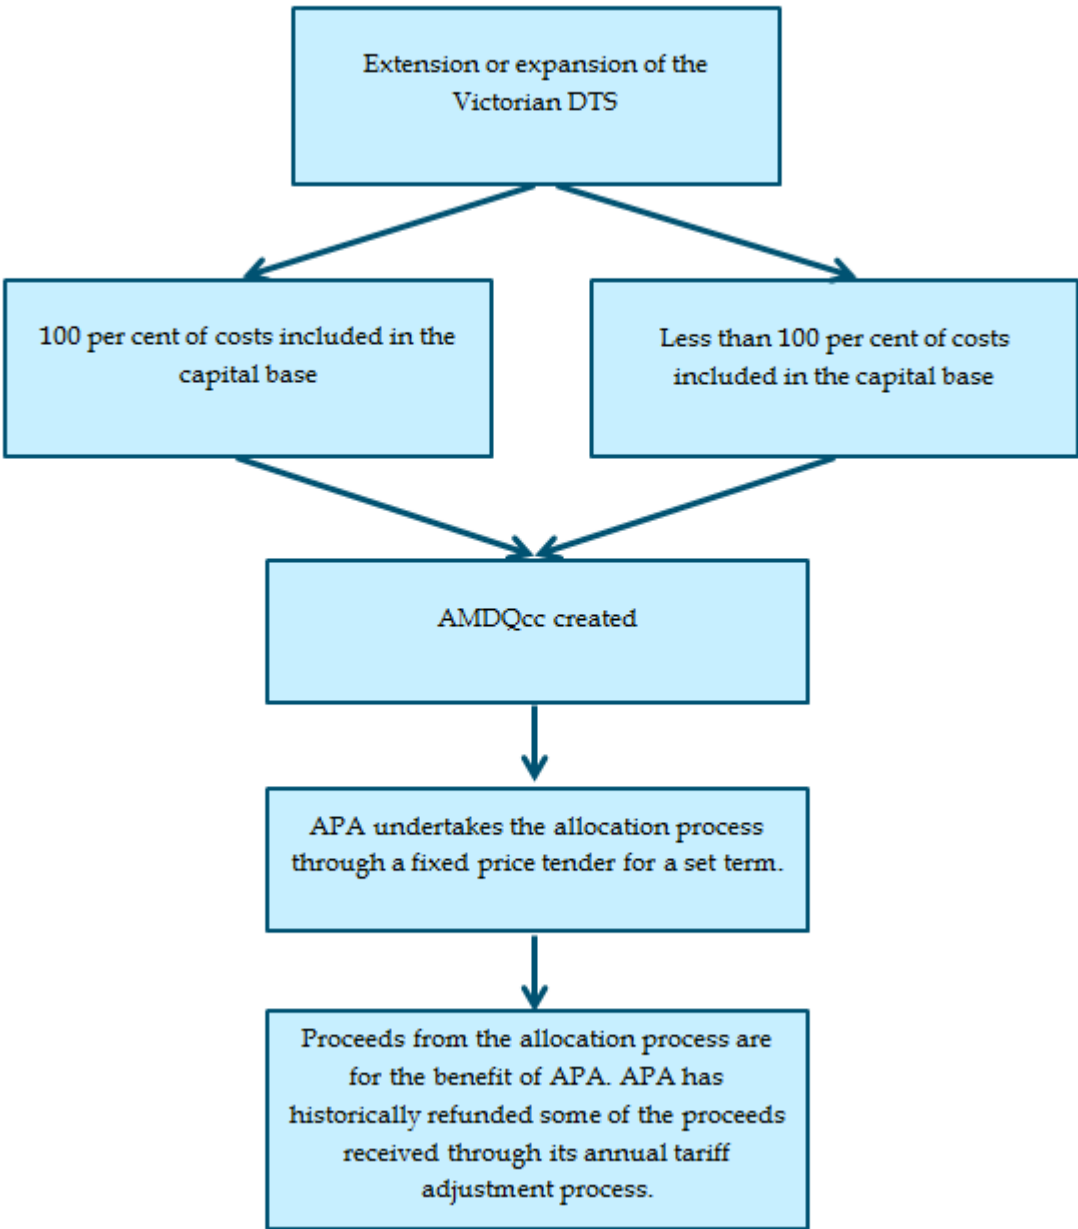 Extension or expansion of the
Victorian DTS
100 per cent of costs included in the
capital base
Less than 100 per cent of costs
included in the capital base
AMDQcc created
APA undertakes the allocation process
through a fixed price tender for a set term.
Proceeds from the allocation process are
for the benefit of APA. APA has
historically refunded some of the proceeds
received through its annual tariff
adjustment process.